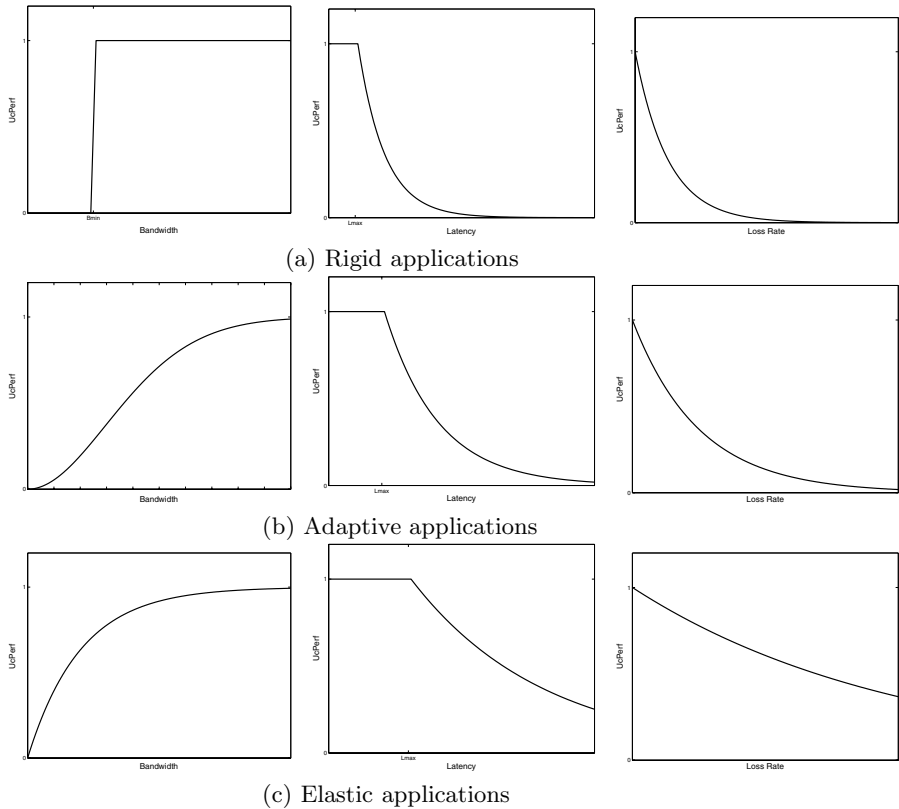 1
UcPerf
0
Bmin
Bandwidth
1
UcPerf
0
Lmax
Latency
1
UcPerf
0
Loss Rate
(a) Rigid applications
1
UcPerf
0
Bandwidth
1
UcPerf
0
Lmax
Latency
1
UcPerf
0
Loss Rate
(b) Adaptive applications
1
UcPerf
0
Bandwidth
1
UcPerf
0
Lmax
Latency
1
UcPerf
0
Loss Rate
(c) Elastic applications